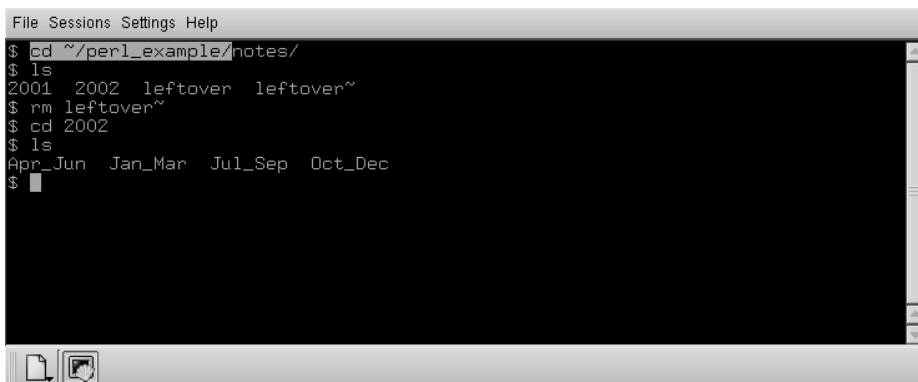 File Sessions Settings Help
$ cd ~/perl_example/notes/
$ ls
2001 2002 leftover leftover~
$ rm leftover~
$ cd 2002
$ ls
Apr_Jun Jan_Mar Jul_Sep Oct_Dec
$